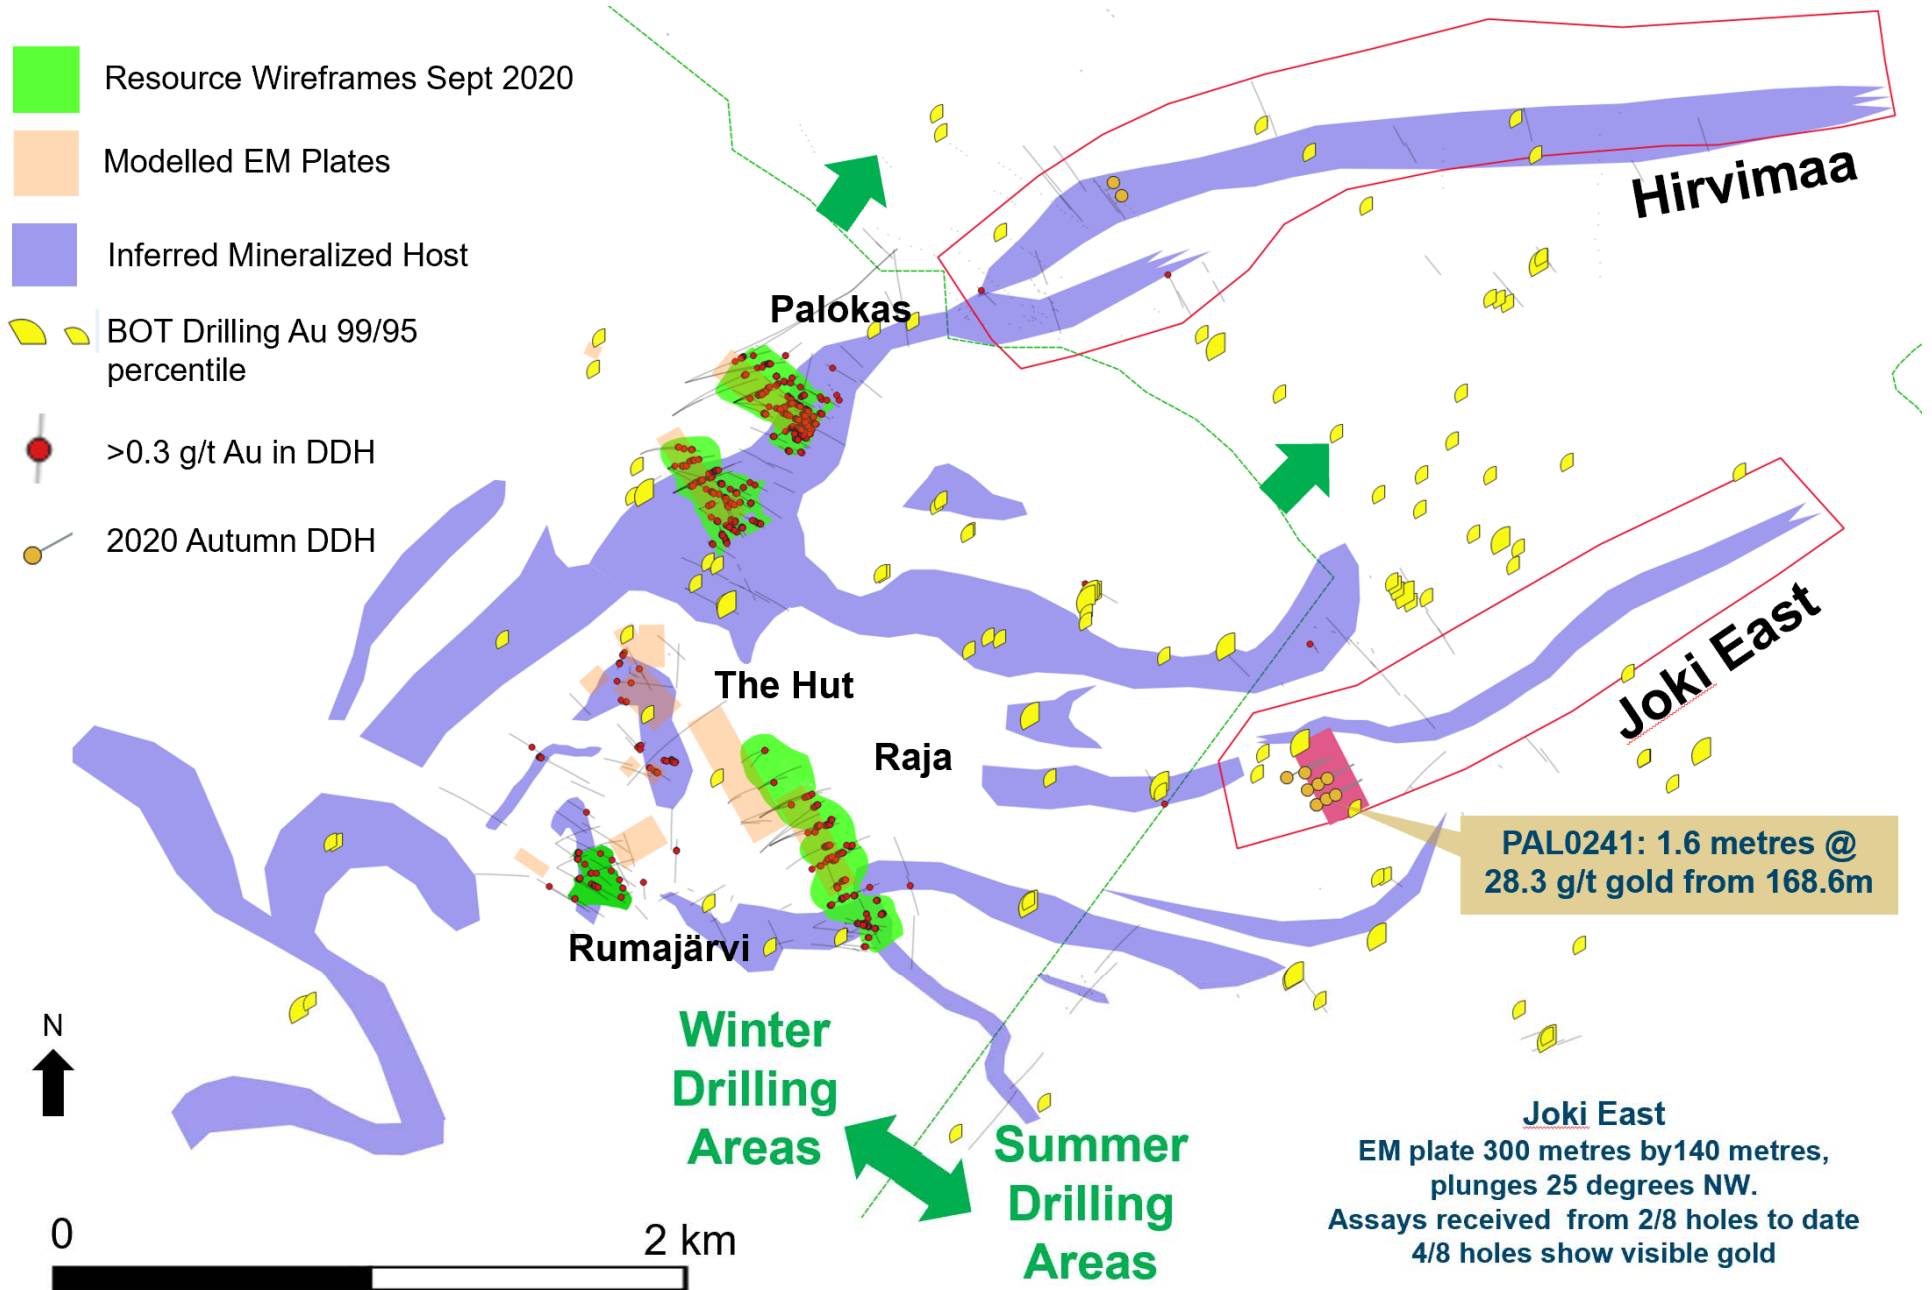 Resource Wireframes Sept 2020
Modelled EM Plates
Inferred Mineralized Host
BOT Drilling Au 99/95
percentile
>0.3 g/t Au in DDH
2020 Autumn DDH
Hirvimaa
Palokas
Joki East
The Hut
Raja
PAL0241: 1.6 metres @
28.3 g/t gold from 168.6m
Rumajärvi
N
Winter
Drilling
Areas
Summer
Drilling
Areas
Joki East
EM plate 300 metres by140 metres,
plunges 25 degrees NW.
Assays received  from 2/8 holes to date
4/8 holes show visible gold
0
2 km